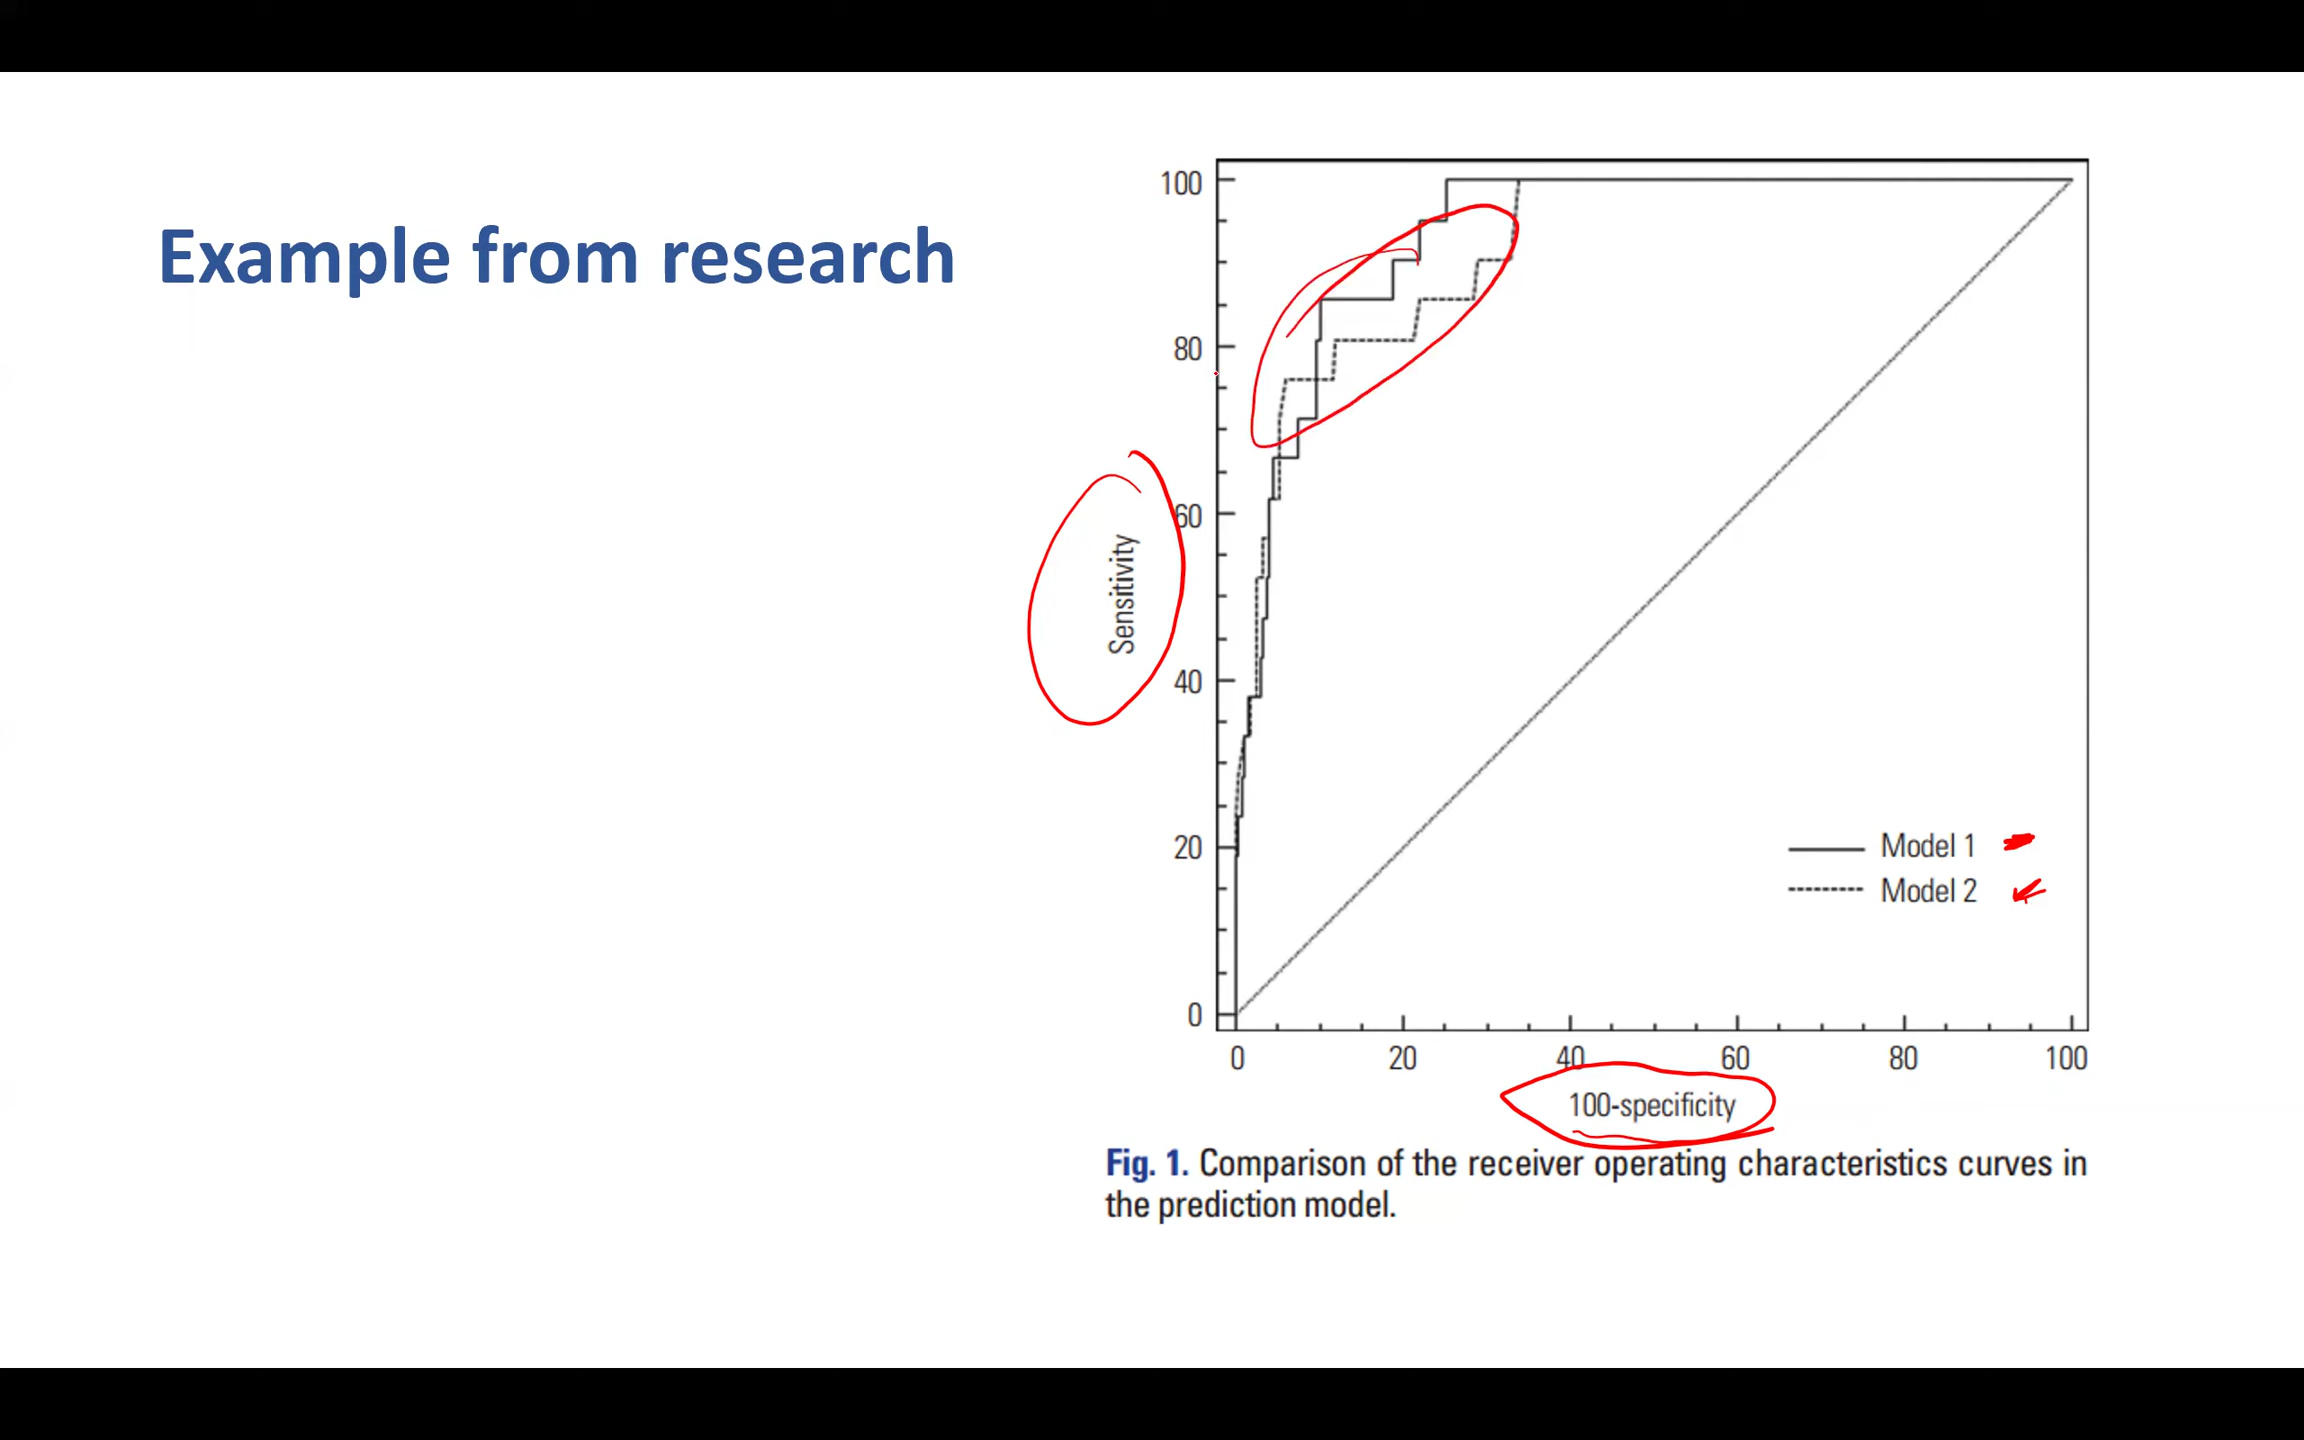 Example from research
100
80
60
40
20
0
Sensitivity
Model 1
Model 2
0 20 40 60 80 100
100-specificity
Fig. 1. Comparison of the receiver operating characteristics curves in
the prediction model.